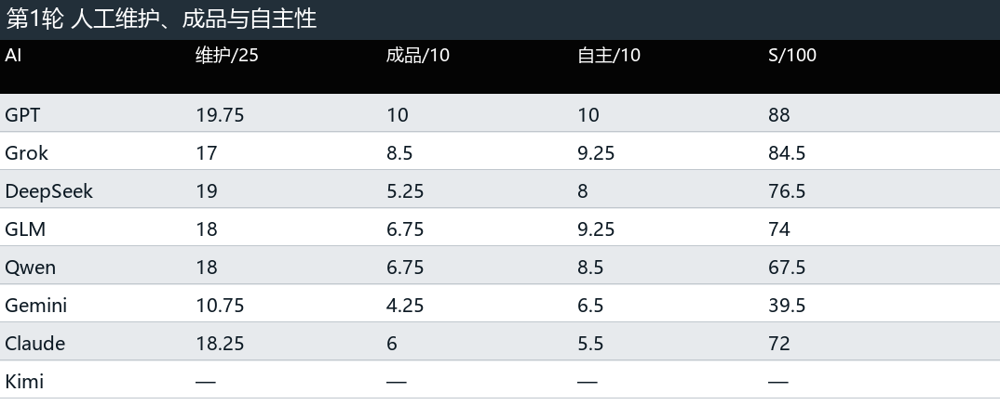 第1轮 人工维护、成品与自主性
AI 维护/25 成品/10 自主/10 S/100
GPT 19.75 10 10 88
Grok 17 8.5 9.25 84.5
DeepSeek 19 5.25 8 76.5
GLM 18 6.75 9.25 74
Qwen 18 6.75 8.5 67.5
Gemini 10.75 4.25 6.5 39.5
Claude 18.25 6 5.5 72
Kimi — — — —